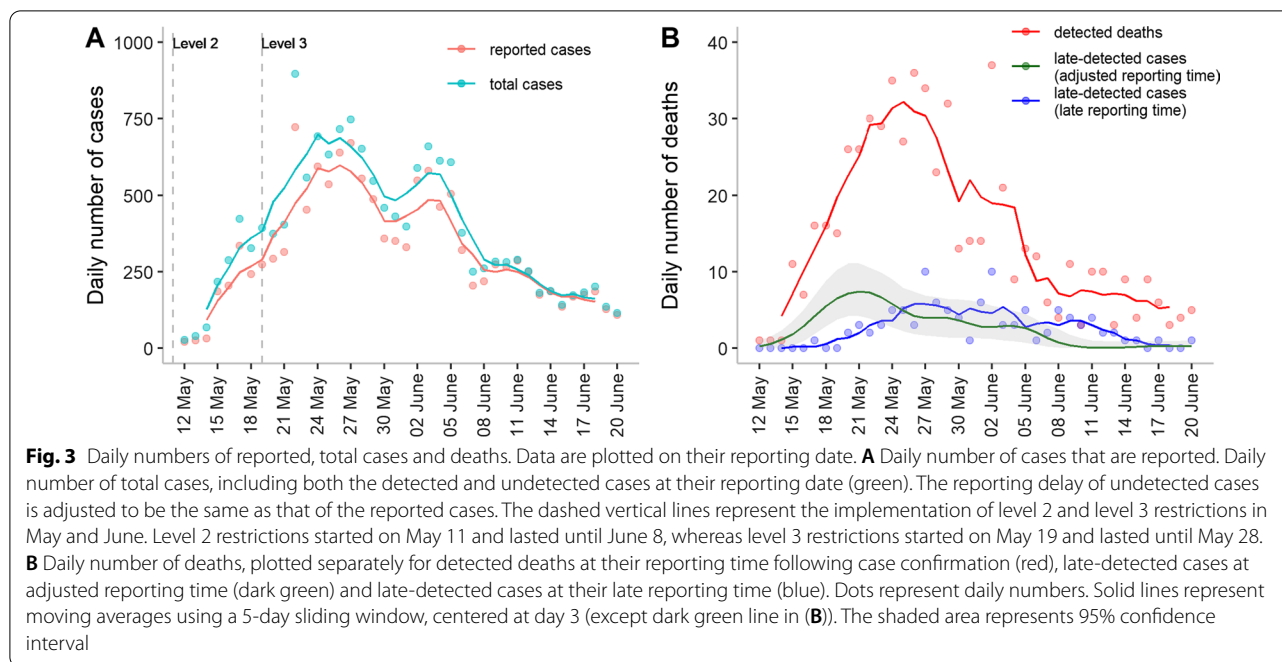 A
Level 2
Level 3
reported cases
total cases
Daily number of cases
1000
750
500
250
0
12 May
15 May
18 May
21 May
24 May
27 May
30 May
02 June
05 June
08 June
11 June
14 June
17 June
20 June
B
detected deaths
late-detected cases
(adjusted reporting time)
late-detected cases
(late reporting time)
Daily number of deaths
40
30
20
10
0
12 May
15 May
18 May
21 May
24 May
27 May
30 May
02 June
05 June
08 June
11 June
14 June
17 June
20 June
Fig. 3 Daily numbers of reported, total cases and deaths. Data are plotted on their reporting date. A Daily number of cases that are reported. Daily
number of total cases, including both the detected and undetected cases at their reporting date (green). The reporting delay of undetected cases
is adjusted to be the same as that of the reported cases. The dashed vertical lines represent the implementation of level 2 and level 3 restrictions in
May and June. Level 2 restrictions started on May 11 and lasted until June 8, whereas level 3 restrictions started on May 19 and lasted until May 28.
B Daily number of deaths, plotted separately for detected deaths at their reporting time following case confirmation (red), late-detected cases at
adjusted reporting time (dark green) and late-detected cases at their late reporting time (blue). Dots represent daily numbers. Solid lines represent
moving averages using a 5-day sliding window, centered at day 3 (except dark green line in (B)). The shaded area represents 95% confidence
interval